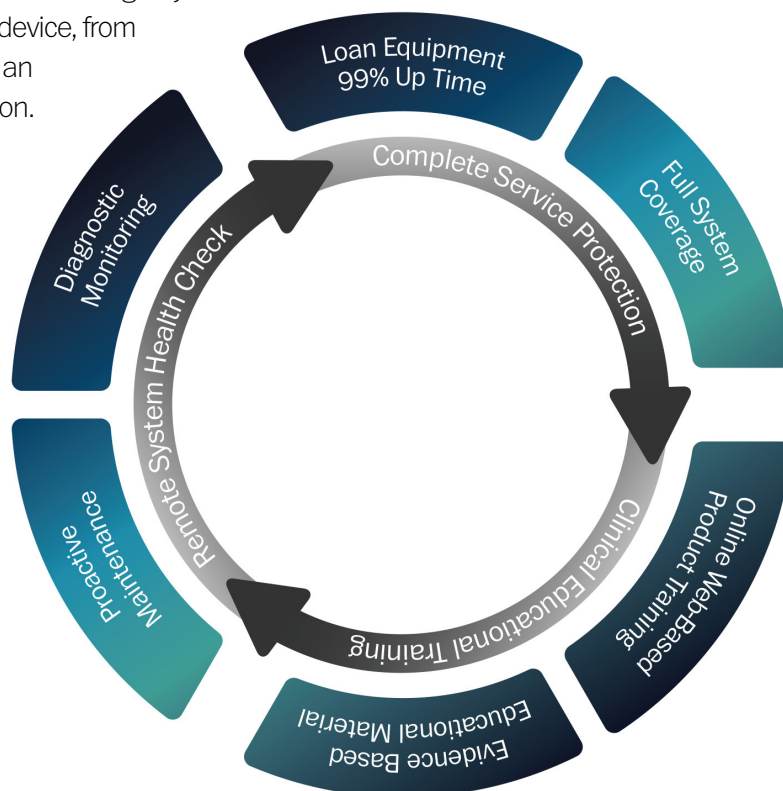 device, from
an
on.
Loan Equipment
99% Up Time
Full System
Coverage
Online Web-Based
Product Training
Evidence Based
Educational Material
Proactive
Maintenance
Diagnostic
Monitoring
Complete Service Protection
Clinical Educational Training
Remote System Health Check